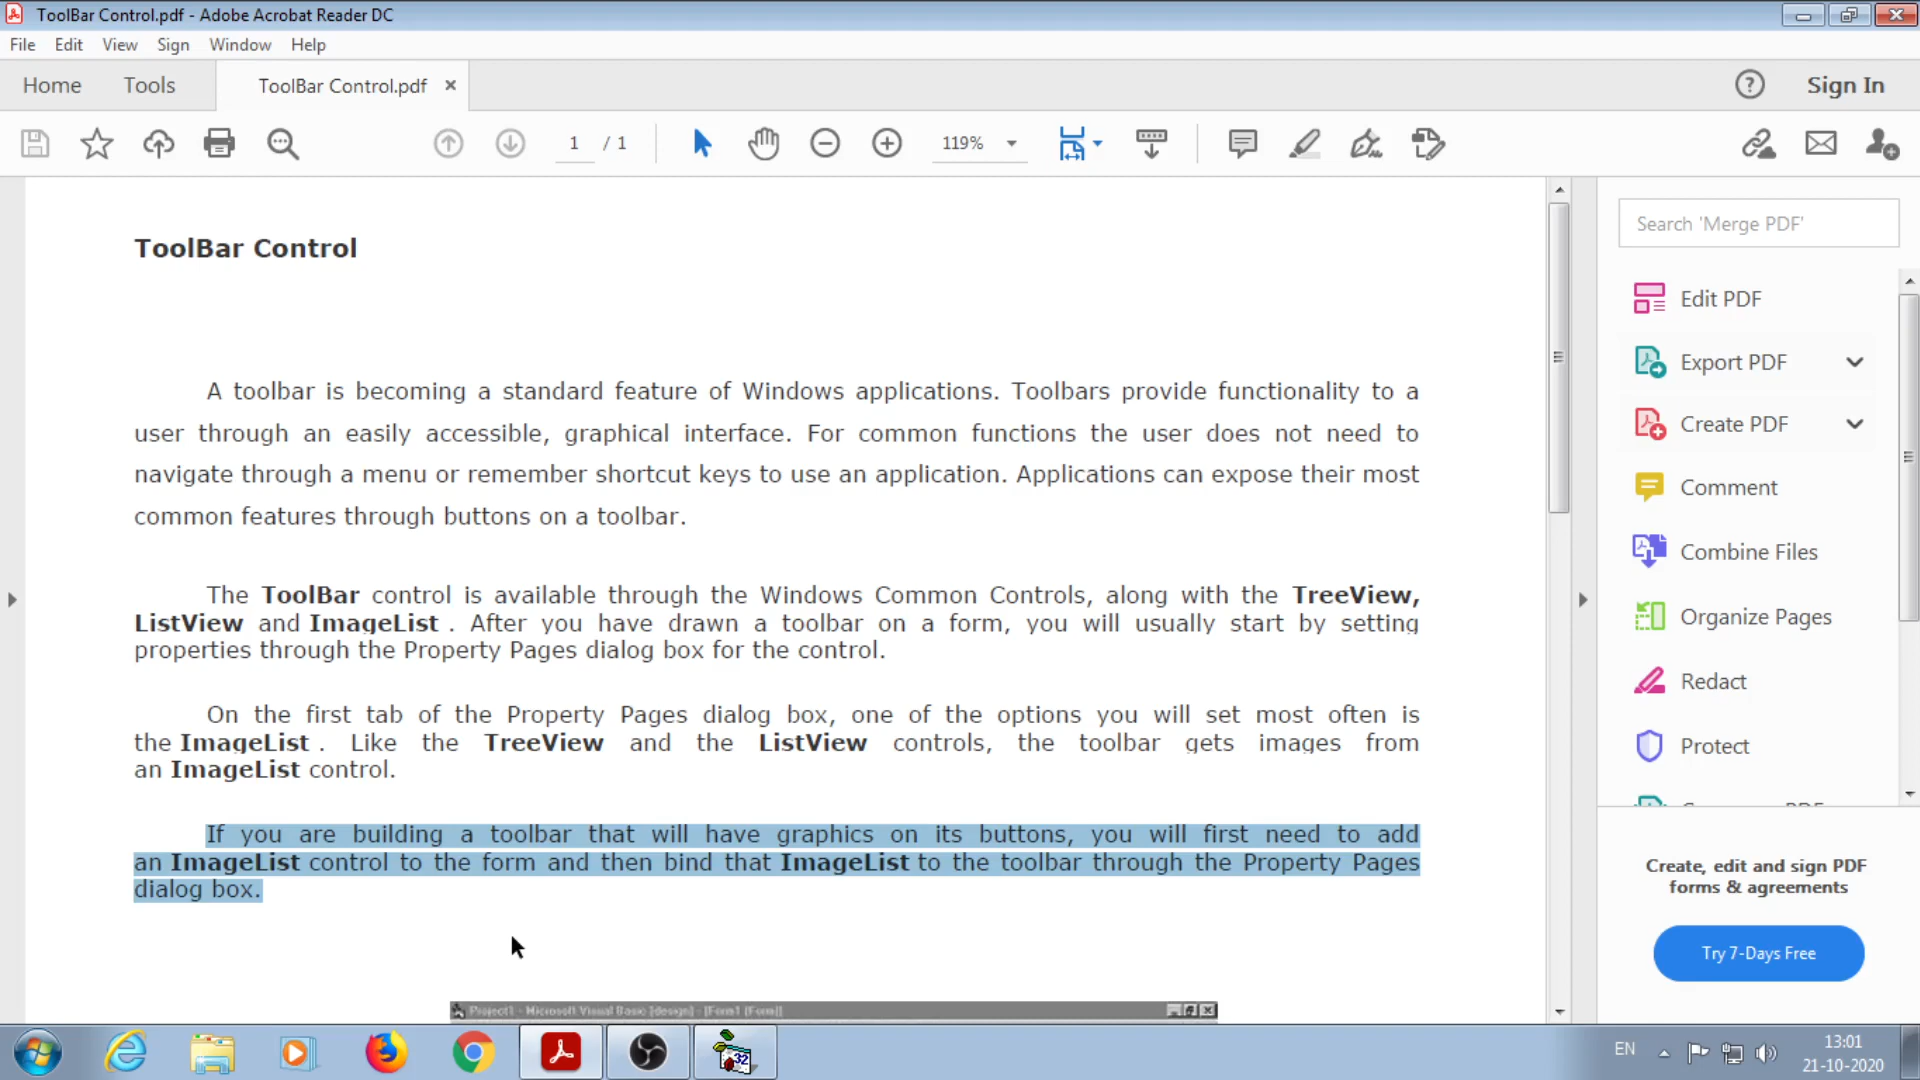 ToolBar Control.pdf - Adobe Acrobat Reader DC
File Edit View Sign Window Help
Home Tools ToolBar Control.pdf × ? Sign In
1 / 1 119%
ToolBar Control
A toolbar is becoming a standard feature of Windows applications. Toolbars provide functionality to a
user through an easily accessible, graphical interface. For common functions the user does not need to
navigate through a menu or remember shortcut keys to use an application. Applications can expose their most
common features through buttons on a toolbar.
The ToolBar control is available through the Windows Common Controls, along with the TreeView,
ListView and ImageList . After you have drawn a toolbar on a form, you will usually start by setting
properties through the Property Pages dialog box for the control.
On the first tab of the Property Pages dialog box, one of the options you will set most often is
the ImageList . Like the TreeView and the ListView controls, the toolbar gets images from
an ImageList control.
If you are building a toolbar that will have graphics on its buttons, you will first need to add
an ImageList control to the form and then bind that ImageList to the toolbar through the Property Pages
dialog box.
Project1 - Microsoft Visual Basic [design] - [Form1 (Form)]
Search 'Merge PDF'
Edit PDF
Export PDF
Create PDF
Comment
Combine Files
Organize Pages
Redact
Protect
Create, edit and sign PDF
forms & agreements
Try 7-Days Free
32
EN
13:01
21-10-2020